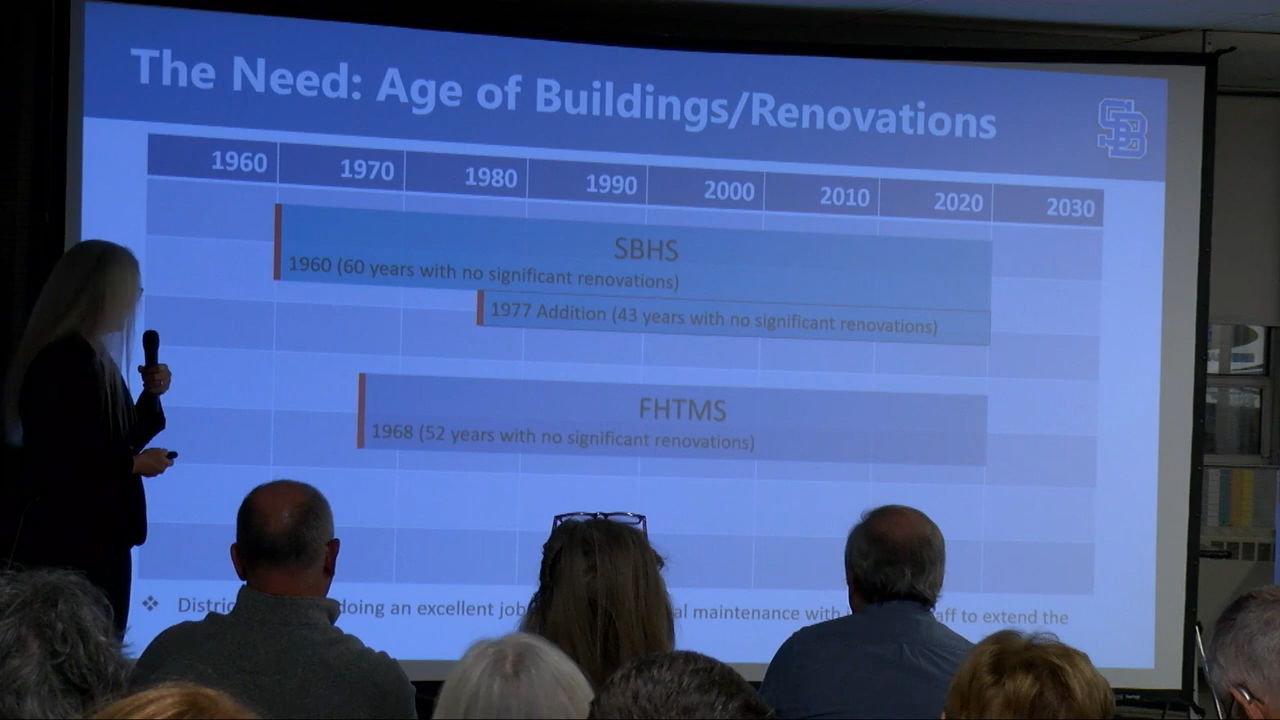 The Need: Age of Buildings/Renovations
SB
1960 1970 1980 1990 2000 2010 2020 2030
SBHS
1960 (60 years with no significant renovations)
1977 Addition (43 years with no significant renovations)
FHTMS
1968 (52 years with no significant renovations)
❖ doing an excellent job maintenance with to extend the